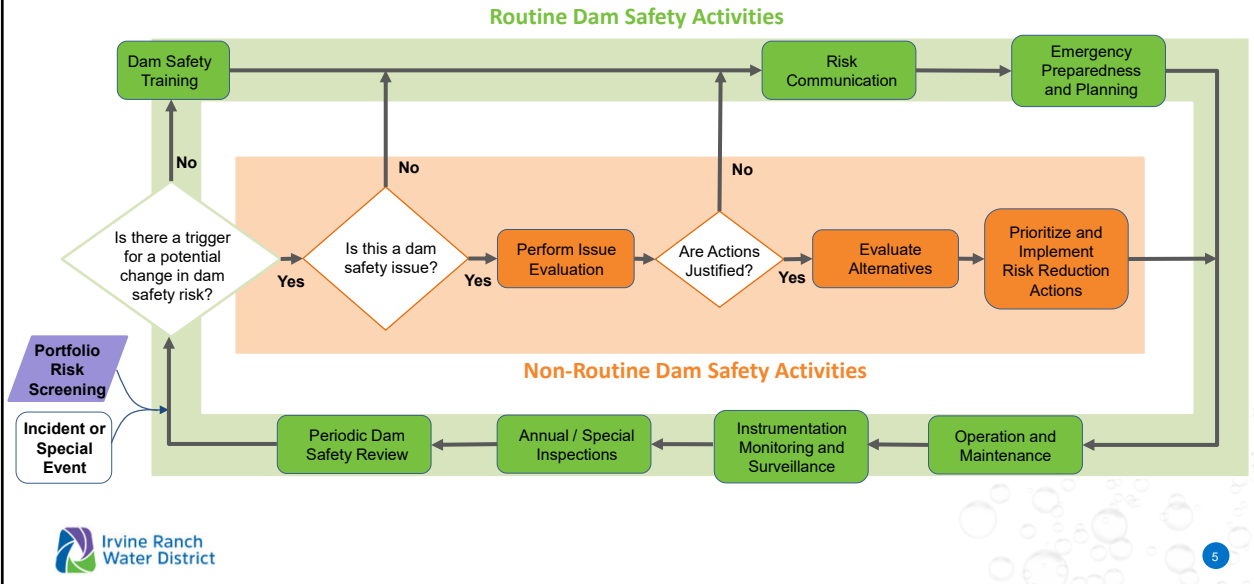 Routine Dam Safety Activities
Dam Safety
Training
Risk
Communication
Emergency
Preparedness
and Planning
No
No
No
Is there a trigger
for a potential
change in dam
safety risk?
Yes
Is this a dam
safety issue?
Yes
Perform Issue
Evaluation
Are Actions
Justified?
Yes
Evaluate
Alternatives
Prioritize and
Implement
Risk Reduction
Actions
Non-Routine Dam Safety Activities
Portfolio
Risk
Screening
Incident or
Special
Event
Periodic Dam
Safety Review
Annual / Special
Inspections
Instrumentation
Monitoring and
Surveillance
Operation and
Maintenance
Irvine Ranch
Water District
5